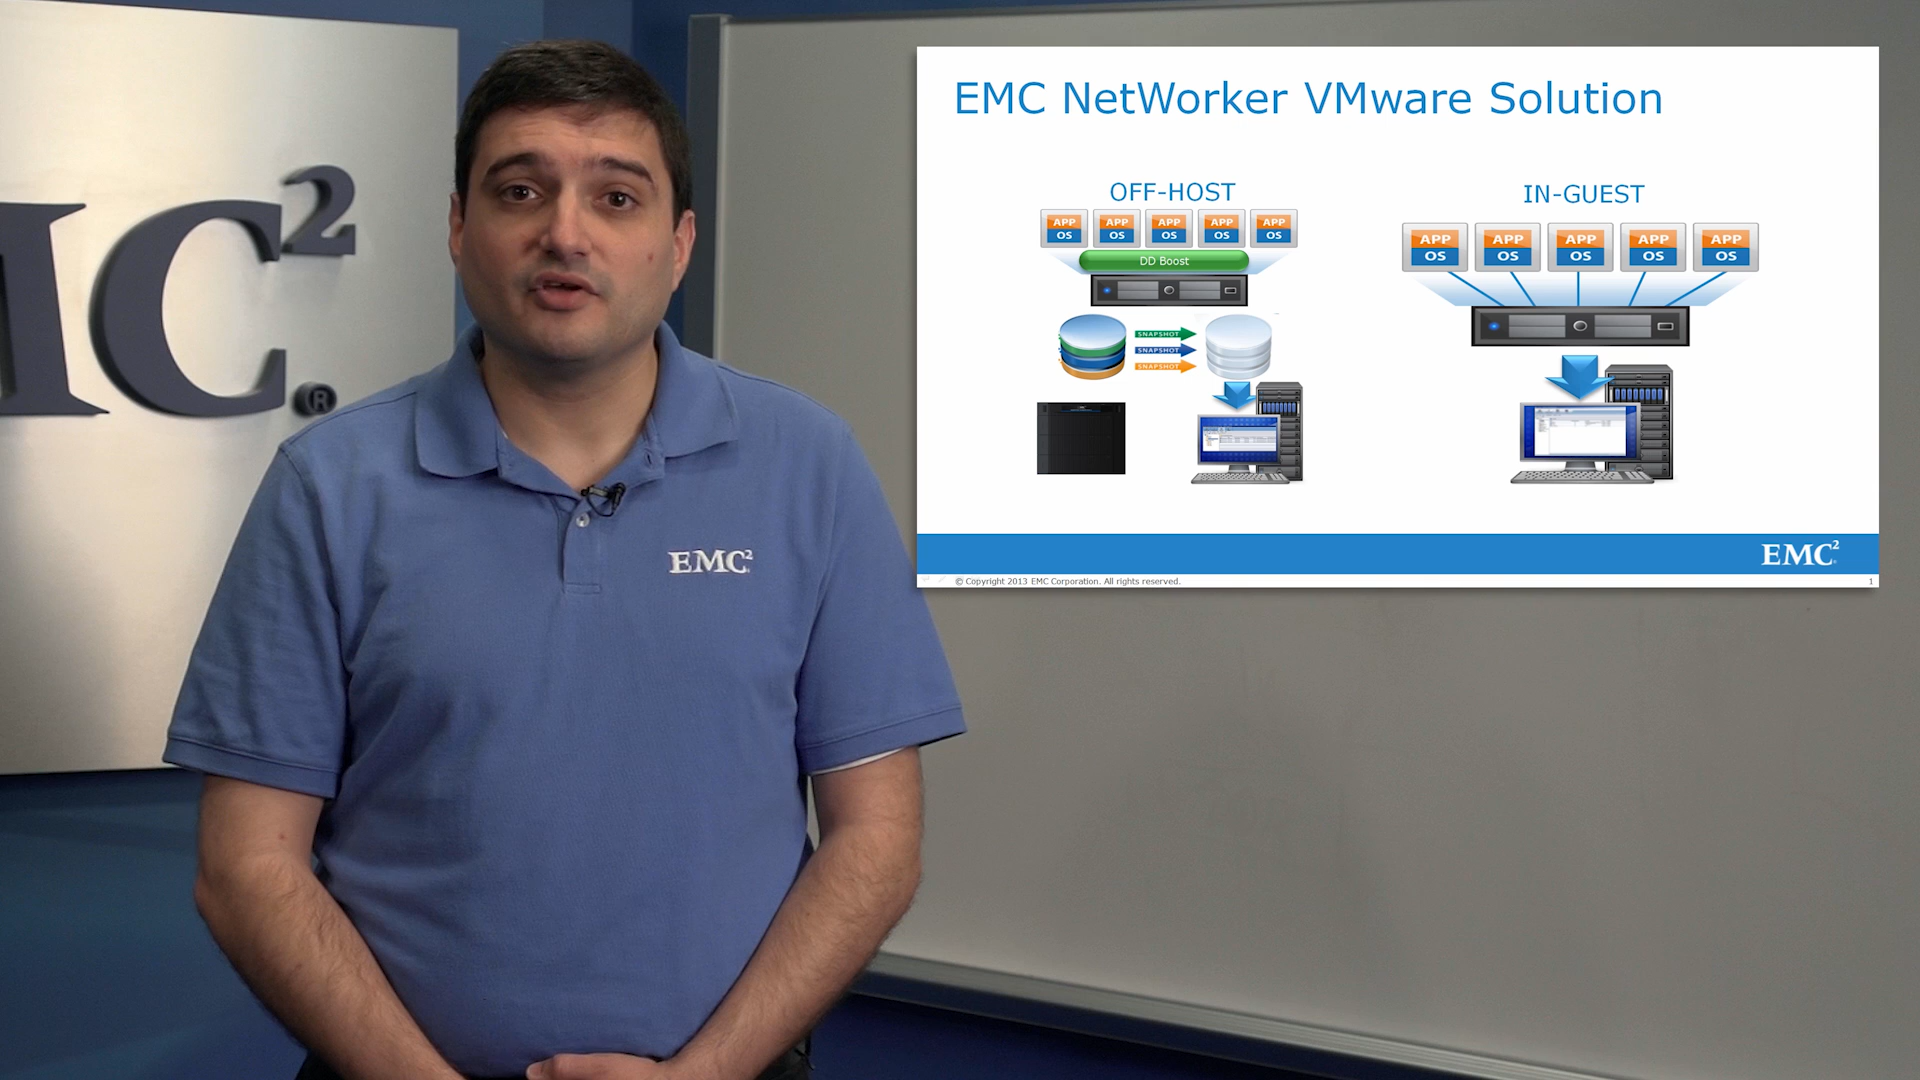 MC²®
EMC²
EMC NetWorker VMware Solution
OFF-HOST
APP APP APP APP APP
OS OS OS OS OS
DD Boost
SNAPSHOT
SNAPSHOT
SNAPSHOT
IN-GUEST
APP APP APP APP APP
OS OS OS OS OS
EMC²
© Copyright 2013 EMC Corporation. All rights reserved.
1